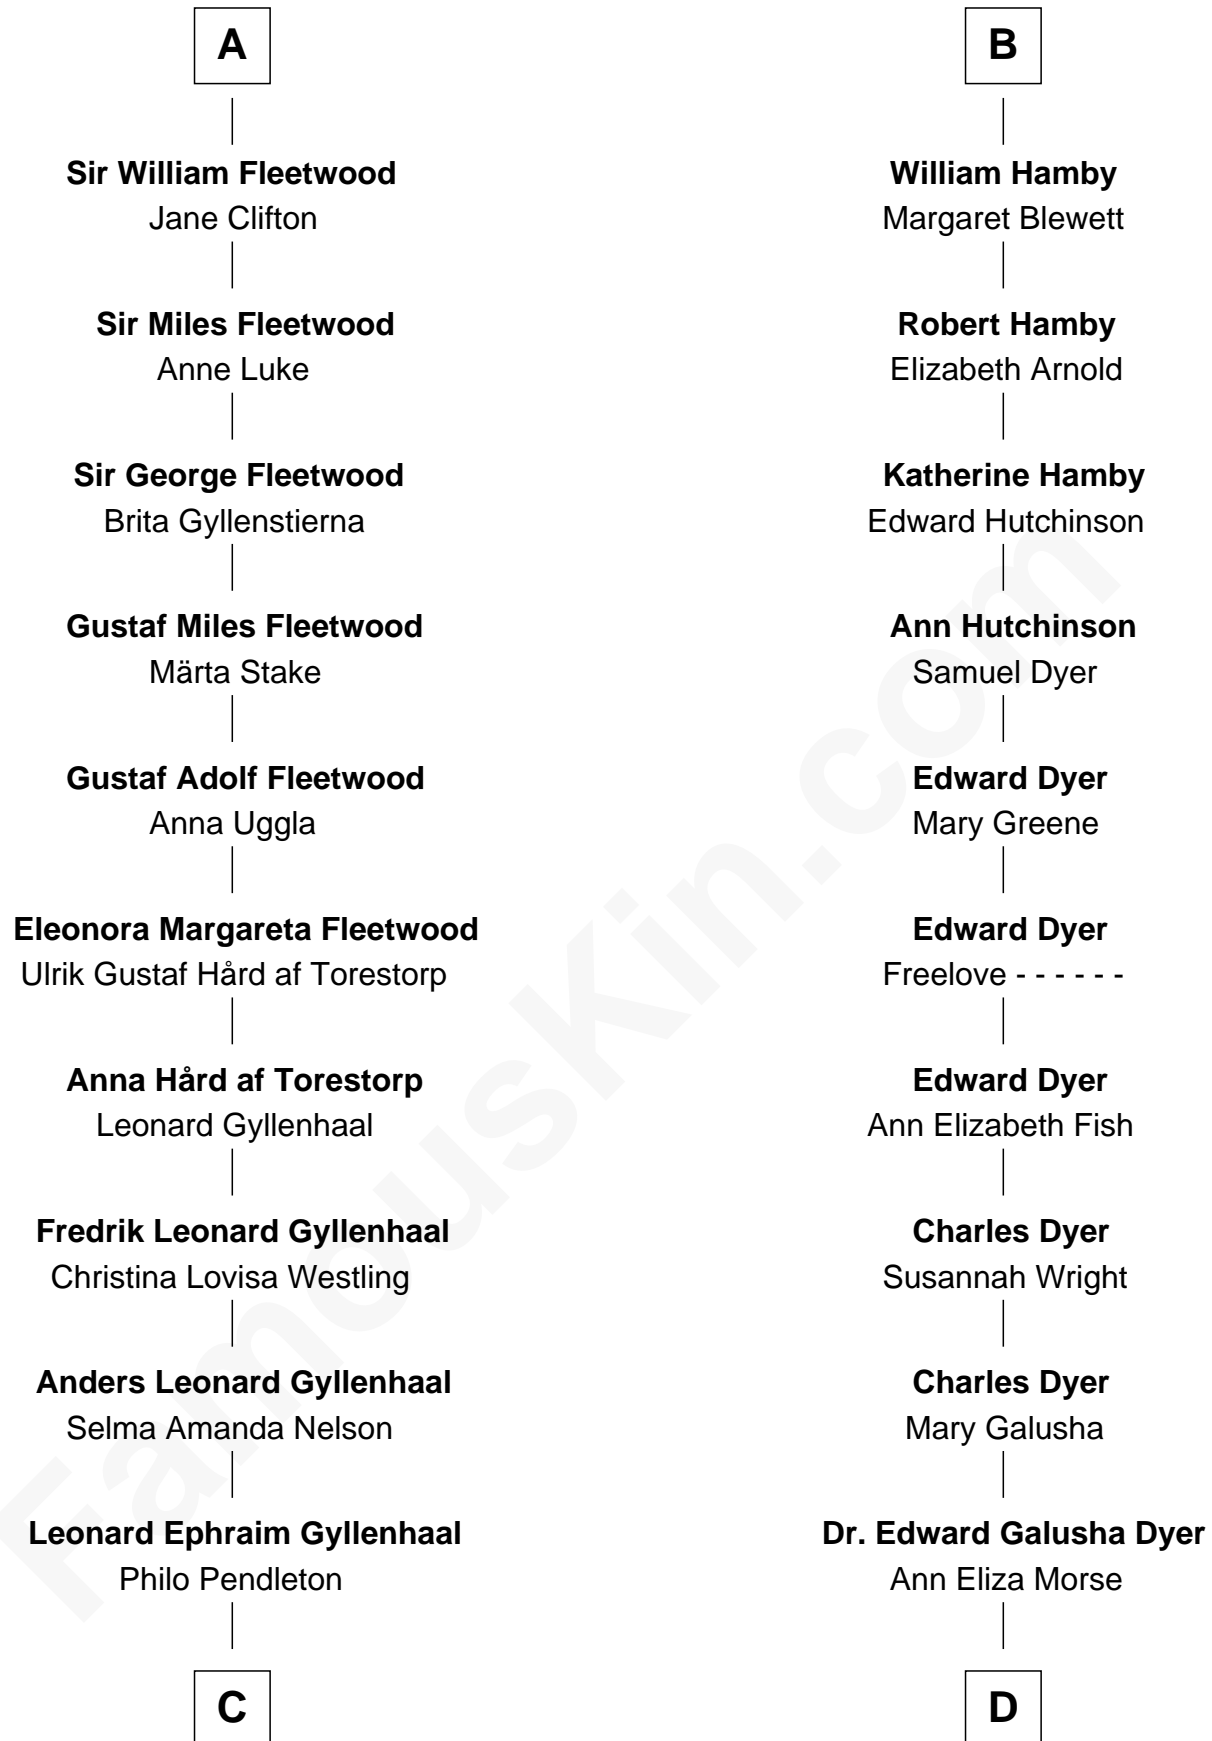 A
Sir William Fleetwood
Jane Clifton
Sir Miles Fleetwood
Anne Luke
Sir George Fleetwood
Brita Gyllenstierna
Gustaf Miles Fleetwood
Märta Stake
Gustaf Adolf Fleetwood
Anna Uggla
Eleonora Margareta Fleetwood
Ulrik Gustaf Hård af Torestorp
Anna Hård af Torestorp
Leonard Gyllenhaal
Fredrik Leonard Gyllenhaal
Christina Lovisa Westling
Anders Leonard Gyllenhaal
Selma Amanda Nelson
Leonard Ephraim Gyllenhaal
Philo Pendleton
C
B
William Hamby
Margaret Blewett
Robert Hamby
Elizabeth Arnold
Katherine Hamby
Edward Hutchinson
Ann Hutchinson
Samuel Dyer
Edward Dyer
Mary Greene
Edward Dyer
Freelove - - - - - -
Edward Dyer
Ann Elizabeth Fish
Charles Dyer
Susannah Wright
Charles Dyer
Mary Galusha
Dr. Edward Galusha Dyer
Ann Eliza Morse
D
FamousKin.com